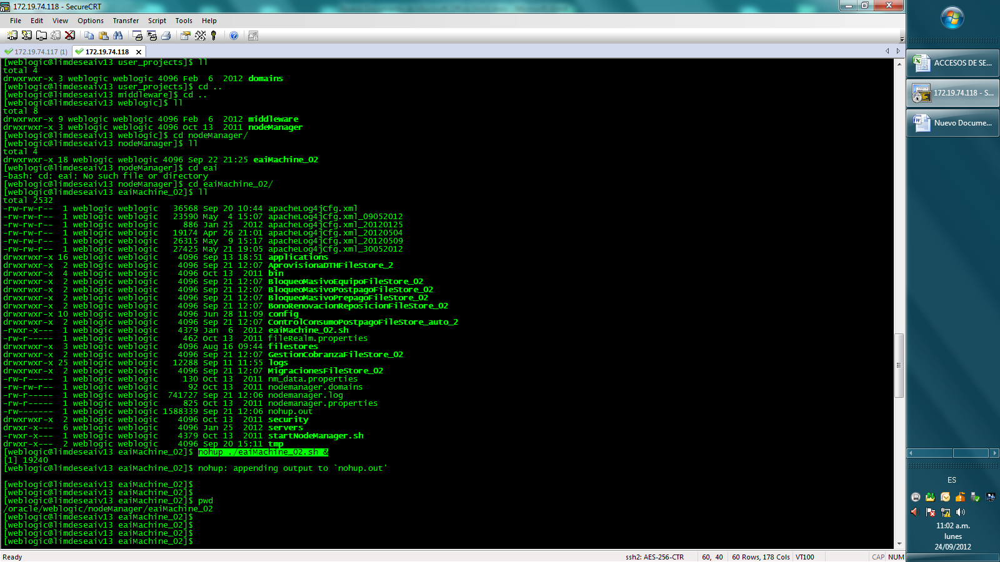 172.19.74.118 - SecureCRT
File Edit View Options Transfer Script Tools Help
172.19.74.117 (1) 172.19.74.118
[weblogic@limdeseaiv13 user_projects]$ ll
total 4
drwxrwxr-x 3 weblogic weblogic 4096 Feb  6  2012 domains
[weblogic@limdeseaiv13 user_projects]$ cd ..
[weblogic@limdeseaiv13 middleware]$ cd ..
[weblogic@limdeseaiv13 weblogic]$ ll
total 8
drwxrwxr-x 9 weblogic weblogic 4096 Feb  6  2012 middleware
drwxrwxr-x 3 weblogic weblogic 4096 Oct 13  2011 nodeManager
[weblogic@limdeseaiv13 weblogic]$ cd nodeManager/
[weblogic@limdeseaiv13 nodeManager]$ ll
total 4
drwxrwxr-x 18 weblogic weblogic 4096 Sep 22 21:25 eaiMachine_02
[weblogic@limdeseaiv13 nodeManager]$ cd eai
-bash: cd: eai: No such file or directory
[weblogic@limdeseaiv13 nodeManager]$ cd eaiMachine_02/
[weblogic@limdeseaiv13 eaiMachine_02]$ ll
total 2532
-rw-rw-r--  1 weblogic weblogic   36568 Sep 20 10:44 apacheLog4jCfg.xml
-rw-rw-r--  1 weblogic weblogic   23590 May  4 15:07 apacheLog4jCfg.xml_09052012
-rw-rw-r--  1 weblogic weblogic     886 Jan 25  2012 apacheLog4jCfg.xml_20120125
-rw-rw-r--  1 weblogic weblogic   19174 Apr 26 21:01 apacheLog4jCfg.xml_20120504
-rw-rw-r--  1 weblogic weblogic   26315 May  9 15:17 apacheLog4jCfg.xml_20120509
-rw-rw-r--  1 weblogic weblogic   27425 May 21 19:05 apacheLog4jCfg.xml_30052012
drwxrwxr-x 16 weblogic weblogic    4096 Sep 13 18:51 applications
drwxrwxr-x  2 weblogic weblogic    4096 Sep 21 12:07 AprovisionaDTHFileStore_2
drwxrwxr-x  4 weblogic weblogic    4096 Oct 13  2011 bin
drwxrwxr-x  2 weblogic weblogic    4096 Sep 21 12:07 BloqueoMasivoEquipoFileStore_02
drwxrwxr-x  2 weblogic weblogic    4096 Sep 21 12:07 BloqueoMasivoPostpagoFileStore_02
drwxrwxr-x  2 weblogic weblogic    4096 Sep 21 12:07 BloqueoMasivoPrepagoFileStore_02
drwxrwxr-x  2 weblogic weblogic    4096 Sep 21 12:07 BonoRenovacionReposicionFileStore_02
drwxrwxr-x 10 weblogic weblogic    4096 Jun 28 11:09 config
drwxrwxr-x  2 weblogic weblogic    4096 Sep 21 12:07 ControlConsumoPostpagoFileStore_auto_2
-rwxr-x---  1 weblogic weblogic    4379 Jan  6  2012 eaiMachine_02.sh
-rw-r-----  1 weblogic weblogic     462 Oct 13  2011 fileRealm.properties
drwxrwxr-x  3 weblogic weblogic    4096 Aug 16 09:44 filestores
drwxrwxr-x  2 weblogic weblogic    4096 Sep 21 12:07 GestionCobranzaFileStore_02
drwxrwxr-x 25 weblogic weblogic   12288 Sep 11 11:55 logs
drwxrwxr-x  2 weblogic weblogic    4096 Sep 21 12:07 MigracionesFileStore_02
-rw-r-----  1 weblogic weblogic     130 Oct 13  2011 nm_data.properties
-rw-rw-r--  1 weblogic weblogic      92 Oct 13  2011 nodemanager.domains
-rw-rw-r--  1 weblogic weblogic  741727 Sep 21 12:06 nodemanager.log
-rw-r-----  1 weblogic weblogic     825 Oct 13  2011 nodemanager.properties
-rw-------  1 weblogic weblogic 1588339 Sep 21 12:06 nohup.out
drwxrwxr-x  2 weblogic weblogic    4096 Oct 13  2011 security
drwxr-x---  6 weblogic weblogic    4096 Jan 25  2012 servers
-rwxr-x---  1 weblogic weblogic    4379 Oct 13  2011 startNodeManager.sh
drwxr-x---  2 weblogic weblogic    4096 Sep 20 15:11 tmp
[weblogic@limdeseaiv13 eaiMachine_02]$ nohup ./eaiMachine_02.sh &
[1] 19240
[weblogic@limdeseaiv13 eaiMachine_02]$ nohup: appending output to `nohup.out'
[weblogic@limdeseaiv13 eaiMachine_02]$
[weblogic@limdeseaiv13 eaiMachine_02]$
[weblogic@limdeseaiv13 eaiMachine_02]$ pwd
/oracle/weblogic/nodeManager/eaiMachine_02
[weblogic@limdeseaiv13 eaiMachine_02]$
[weblogic@limdeseaiv13 eaiMachine_02]$
[weblogic@limdeseaiv13 eaiMachine_02]$
[weblogic@limdeseaiv13 eaiMachine_02]$
Ready ssh2: AES-256-CTR 60, 40 60 Rows, 178 Cols VT100 CAP NUM
ACCESOS DE SE...
172.19.74.118 - S...
Nuevo Docume...
ES
11:02 a.m.
lunes
24/09/2012